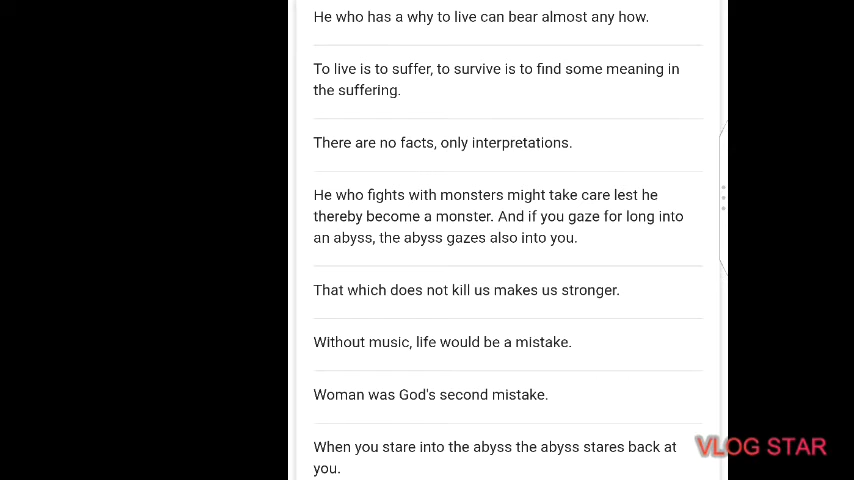 He who has a why to live can bear almost any how.
To live is to suffer, to survive is to find some meaning in
the suffering.
There are no facts, only interpretations.
He who fights with monsters might take care lest he
thereby become a monster. And if you gaze for long into
an abyss, the abyss gazes also into you.
That which does not kill us makes us stronger.
Without music, life would be a mistake.
Woman was God's second mistake.
When you stare into the abyss the abyss stares back at
you.
VLOG STAR